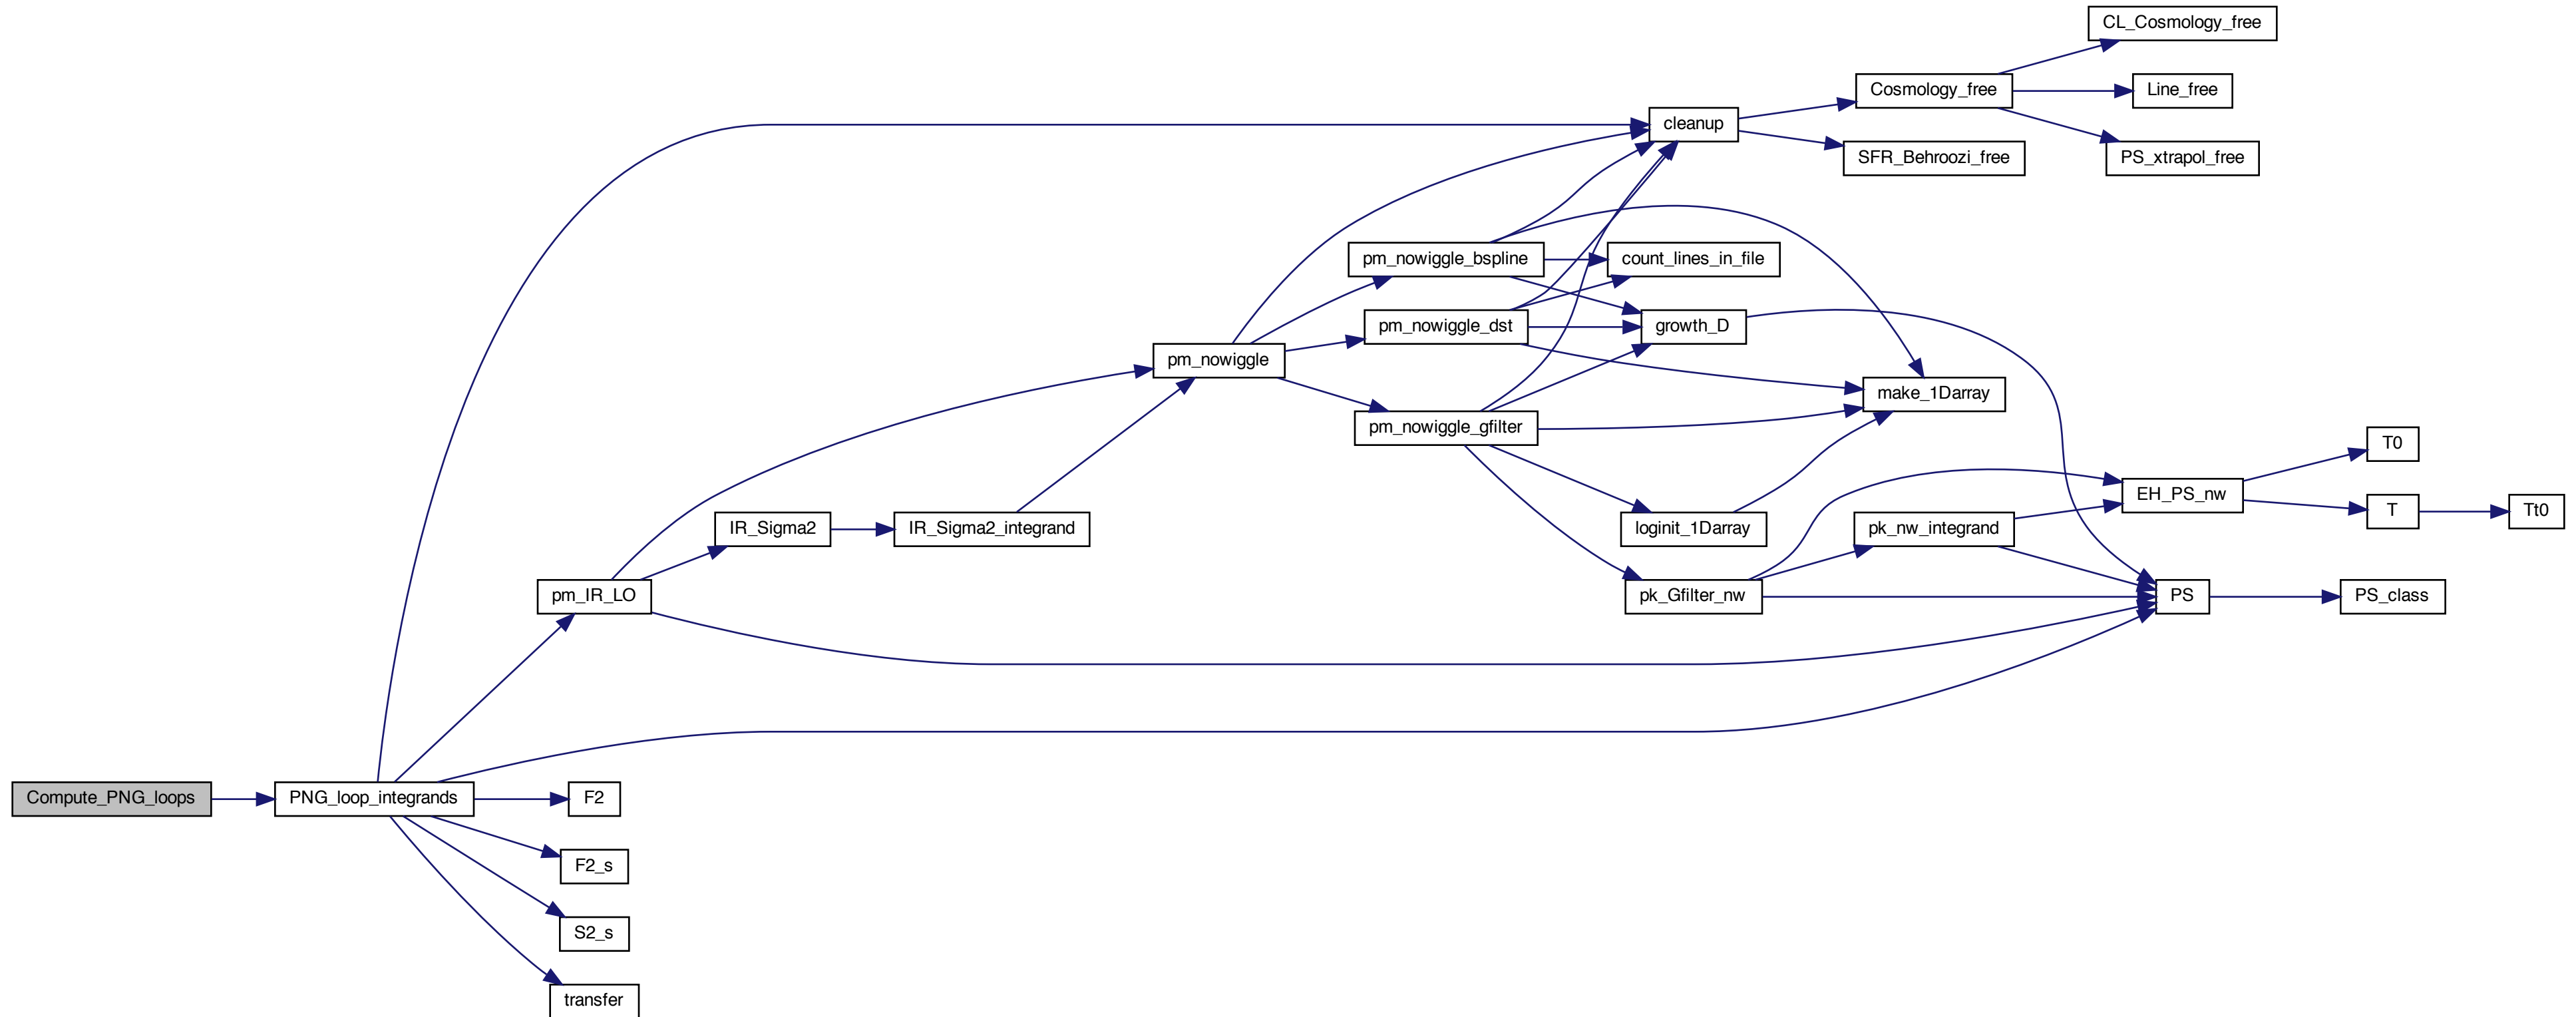 CL_Cosmology_free
Cosmology_free
Line_free
cleanup
SFR_Behroozi_free
PS_xtrapol_free
pm_nowiggle_bspline
count_lines_in_file
pm_nowiggle_dst
growth_D
pm_nowiggle
make_1Darray
pm_nowiggle_gfilter
T0
EH_PS_nw
T
Tt0
IR_Sigma2
IR_Sigma2_integrand
loginit_1Darray
pk_nw_integrand
pm_IR_LO
pk_Gfilter_nw
PS
PS_class
Compute_PNG_loops
PNG_loop_integrands
F2
F2_s
S2_s
transfer